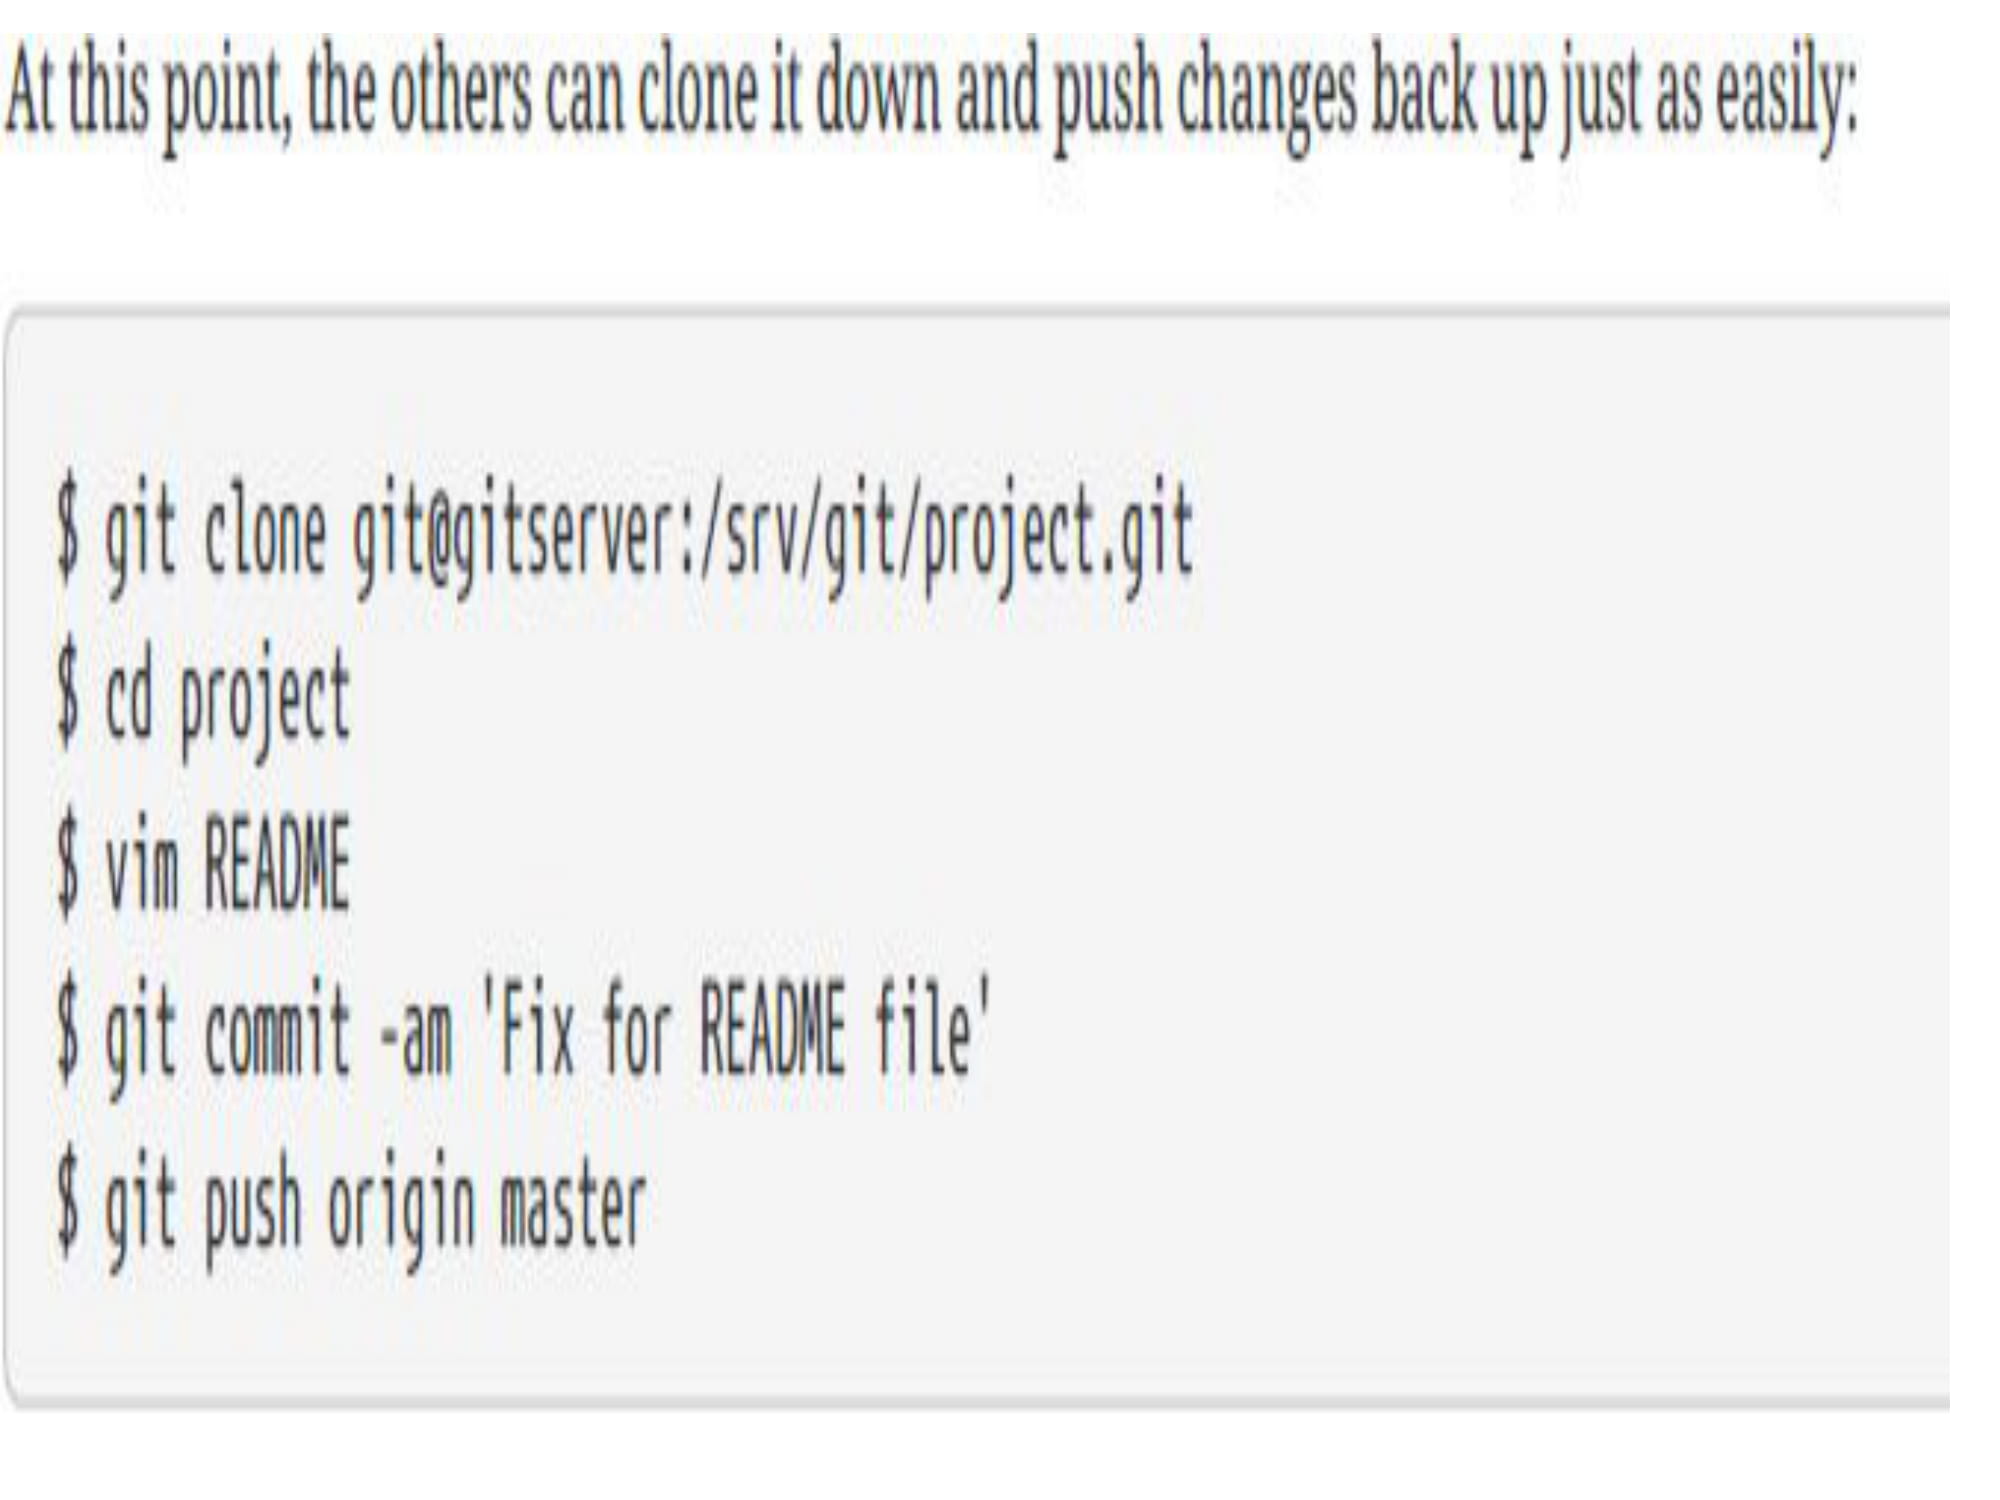 At this point, the others can clone it down and push changes back up just as easily:
$ git clone git@gitserver:/srv/git/project.git
$ cd project
$ vim README
$ git commit -am 'Fix for README file'
$ git push origin master